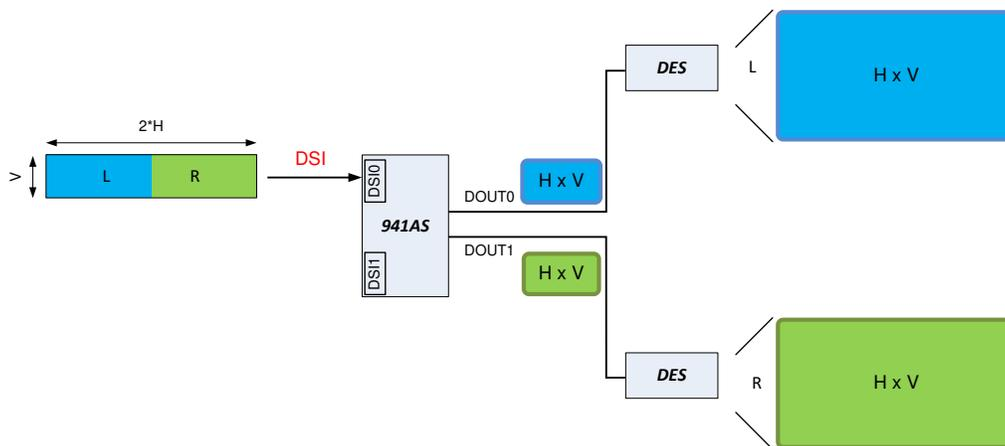 2*H
V
L
R
DSI
DSI0
941AS
DSI1
DOUT0
H x V
DOUT1
H x V
DES
L
H x V
DES
R
H x V